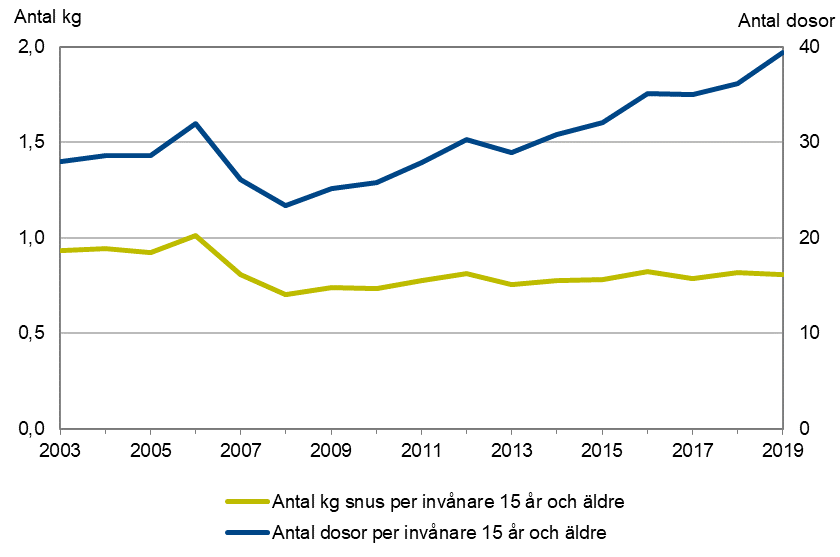 Antal kg
Antal dosor
2,0
40
1,5
30
1,0
20
0,5
10
0,0
0
2003 2005 2007 2009 2011 2013 2015 2017 2019
Antal kg snus per invånare 15 år och äldre
Antal dosor per invånare 15 år och äldre